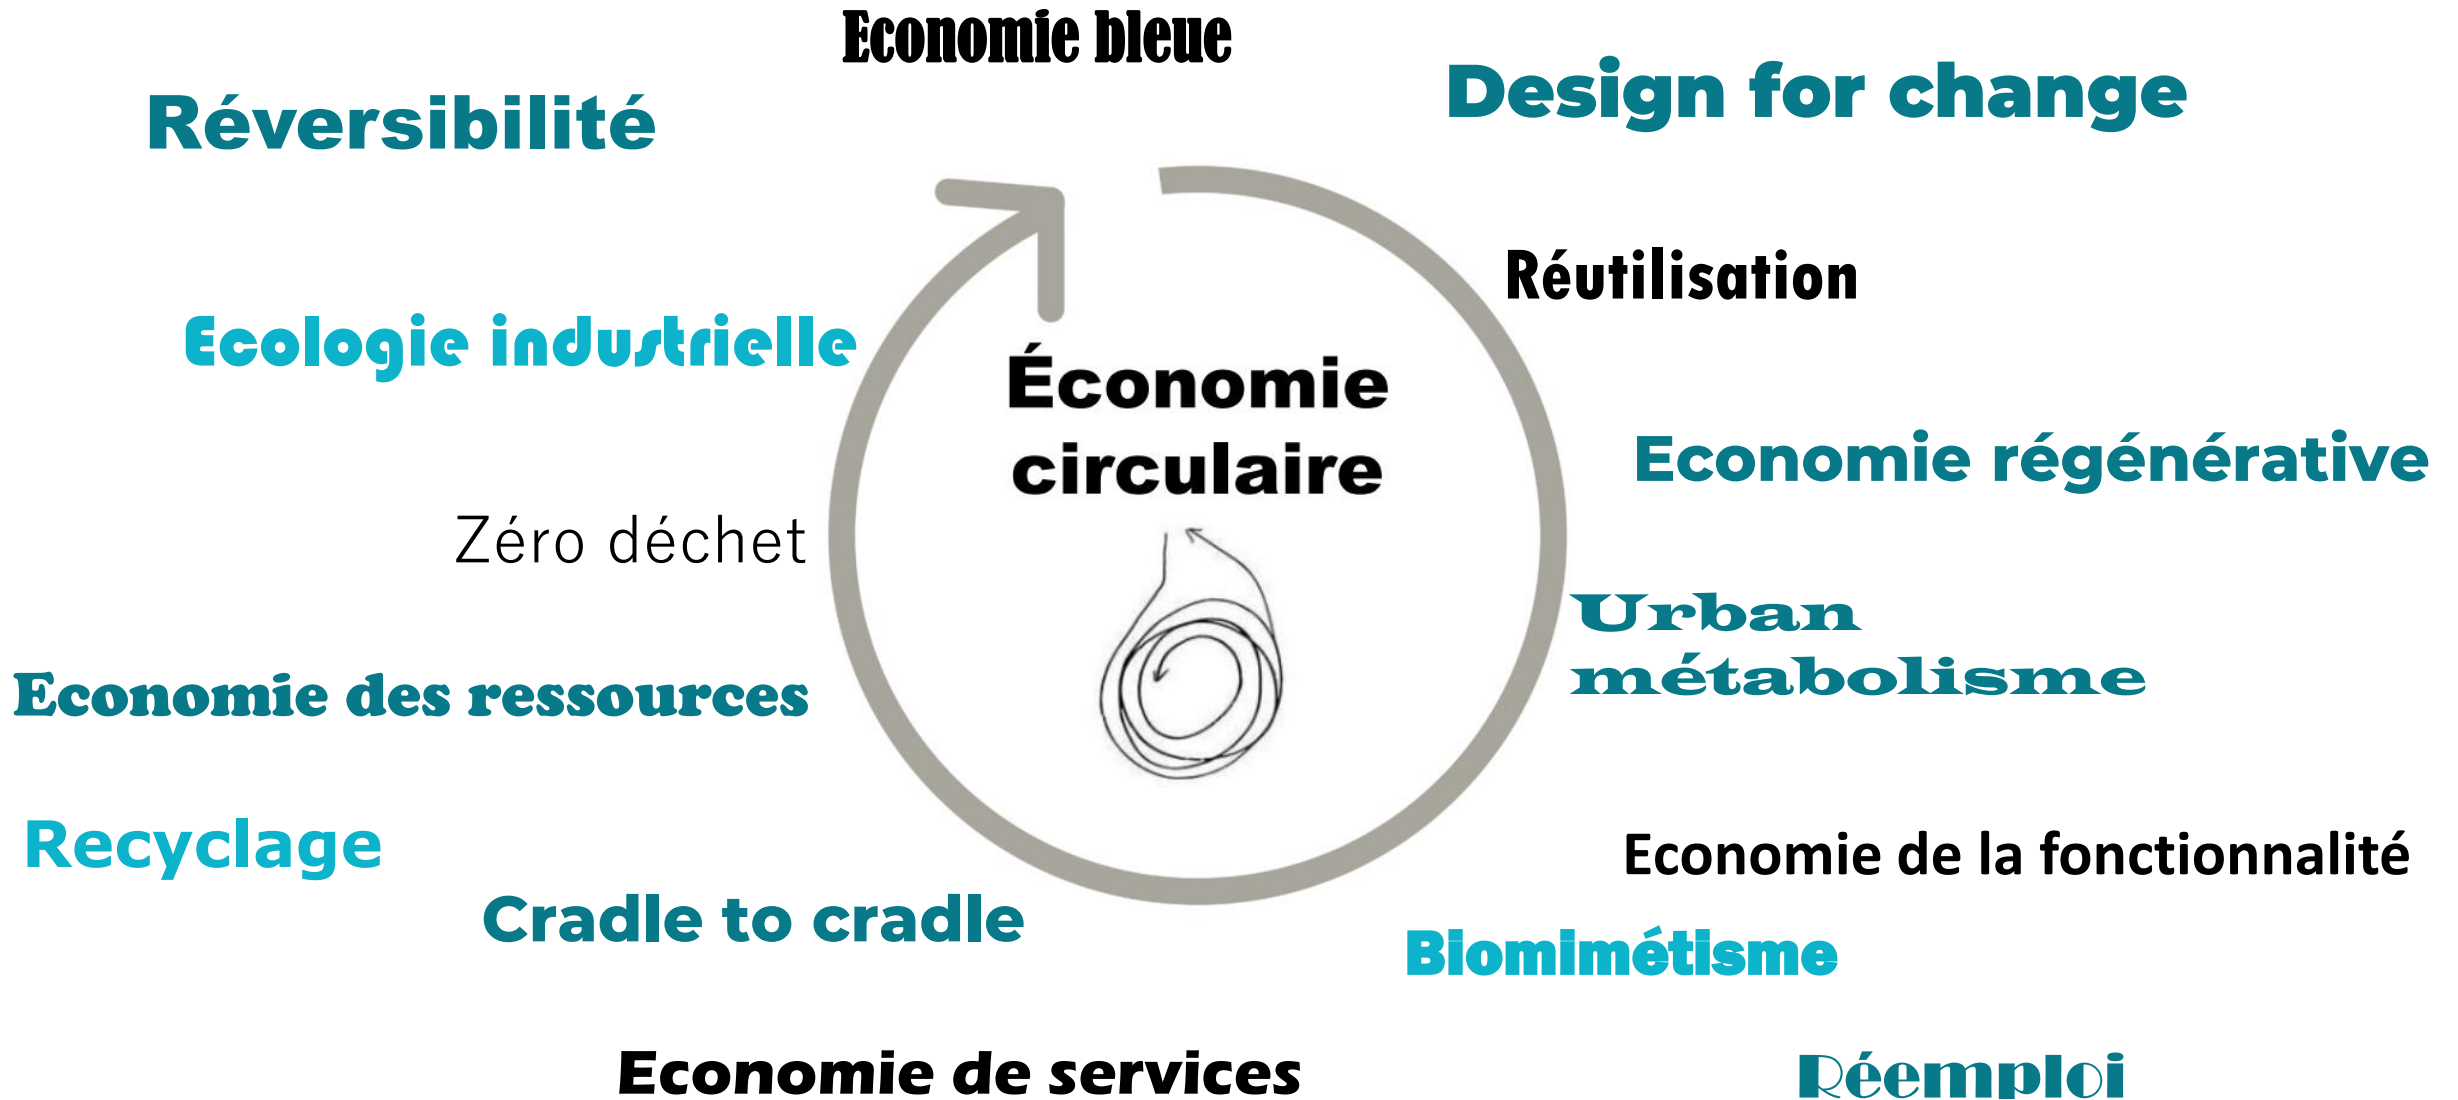 Economie bleue
Design for change
Réversibilité
Réutilisation
Ecologie industrielle
Économie
circulaire
Economie régénérative
Zéro déchet
Urban
métabolisme
Economie des ressources
Recyclage
Economie de la fonctionnalité
Cradle to cradle
Biomimétisme
Economie de services
Réemploi